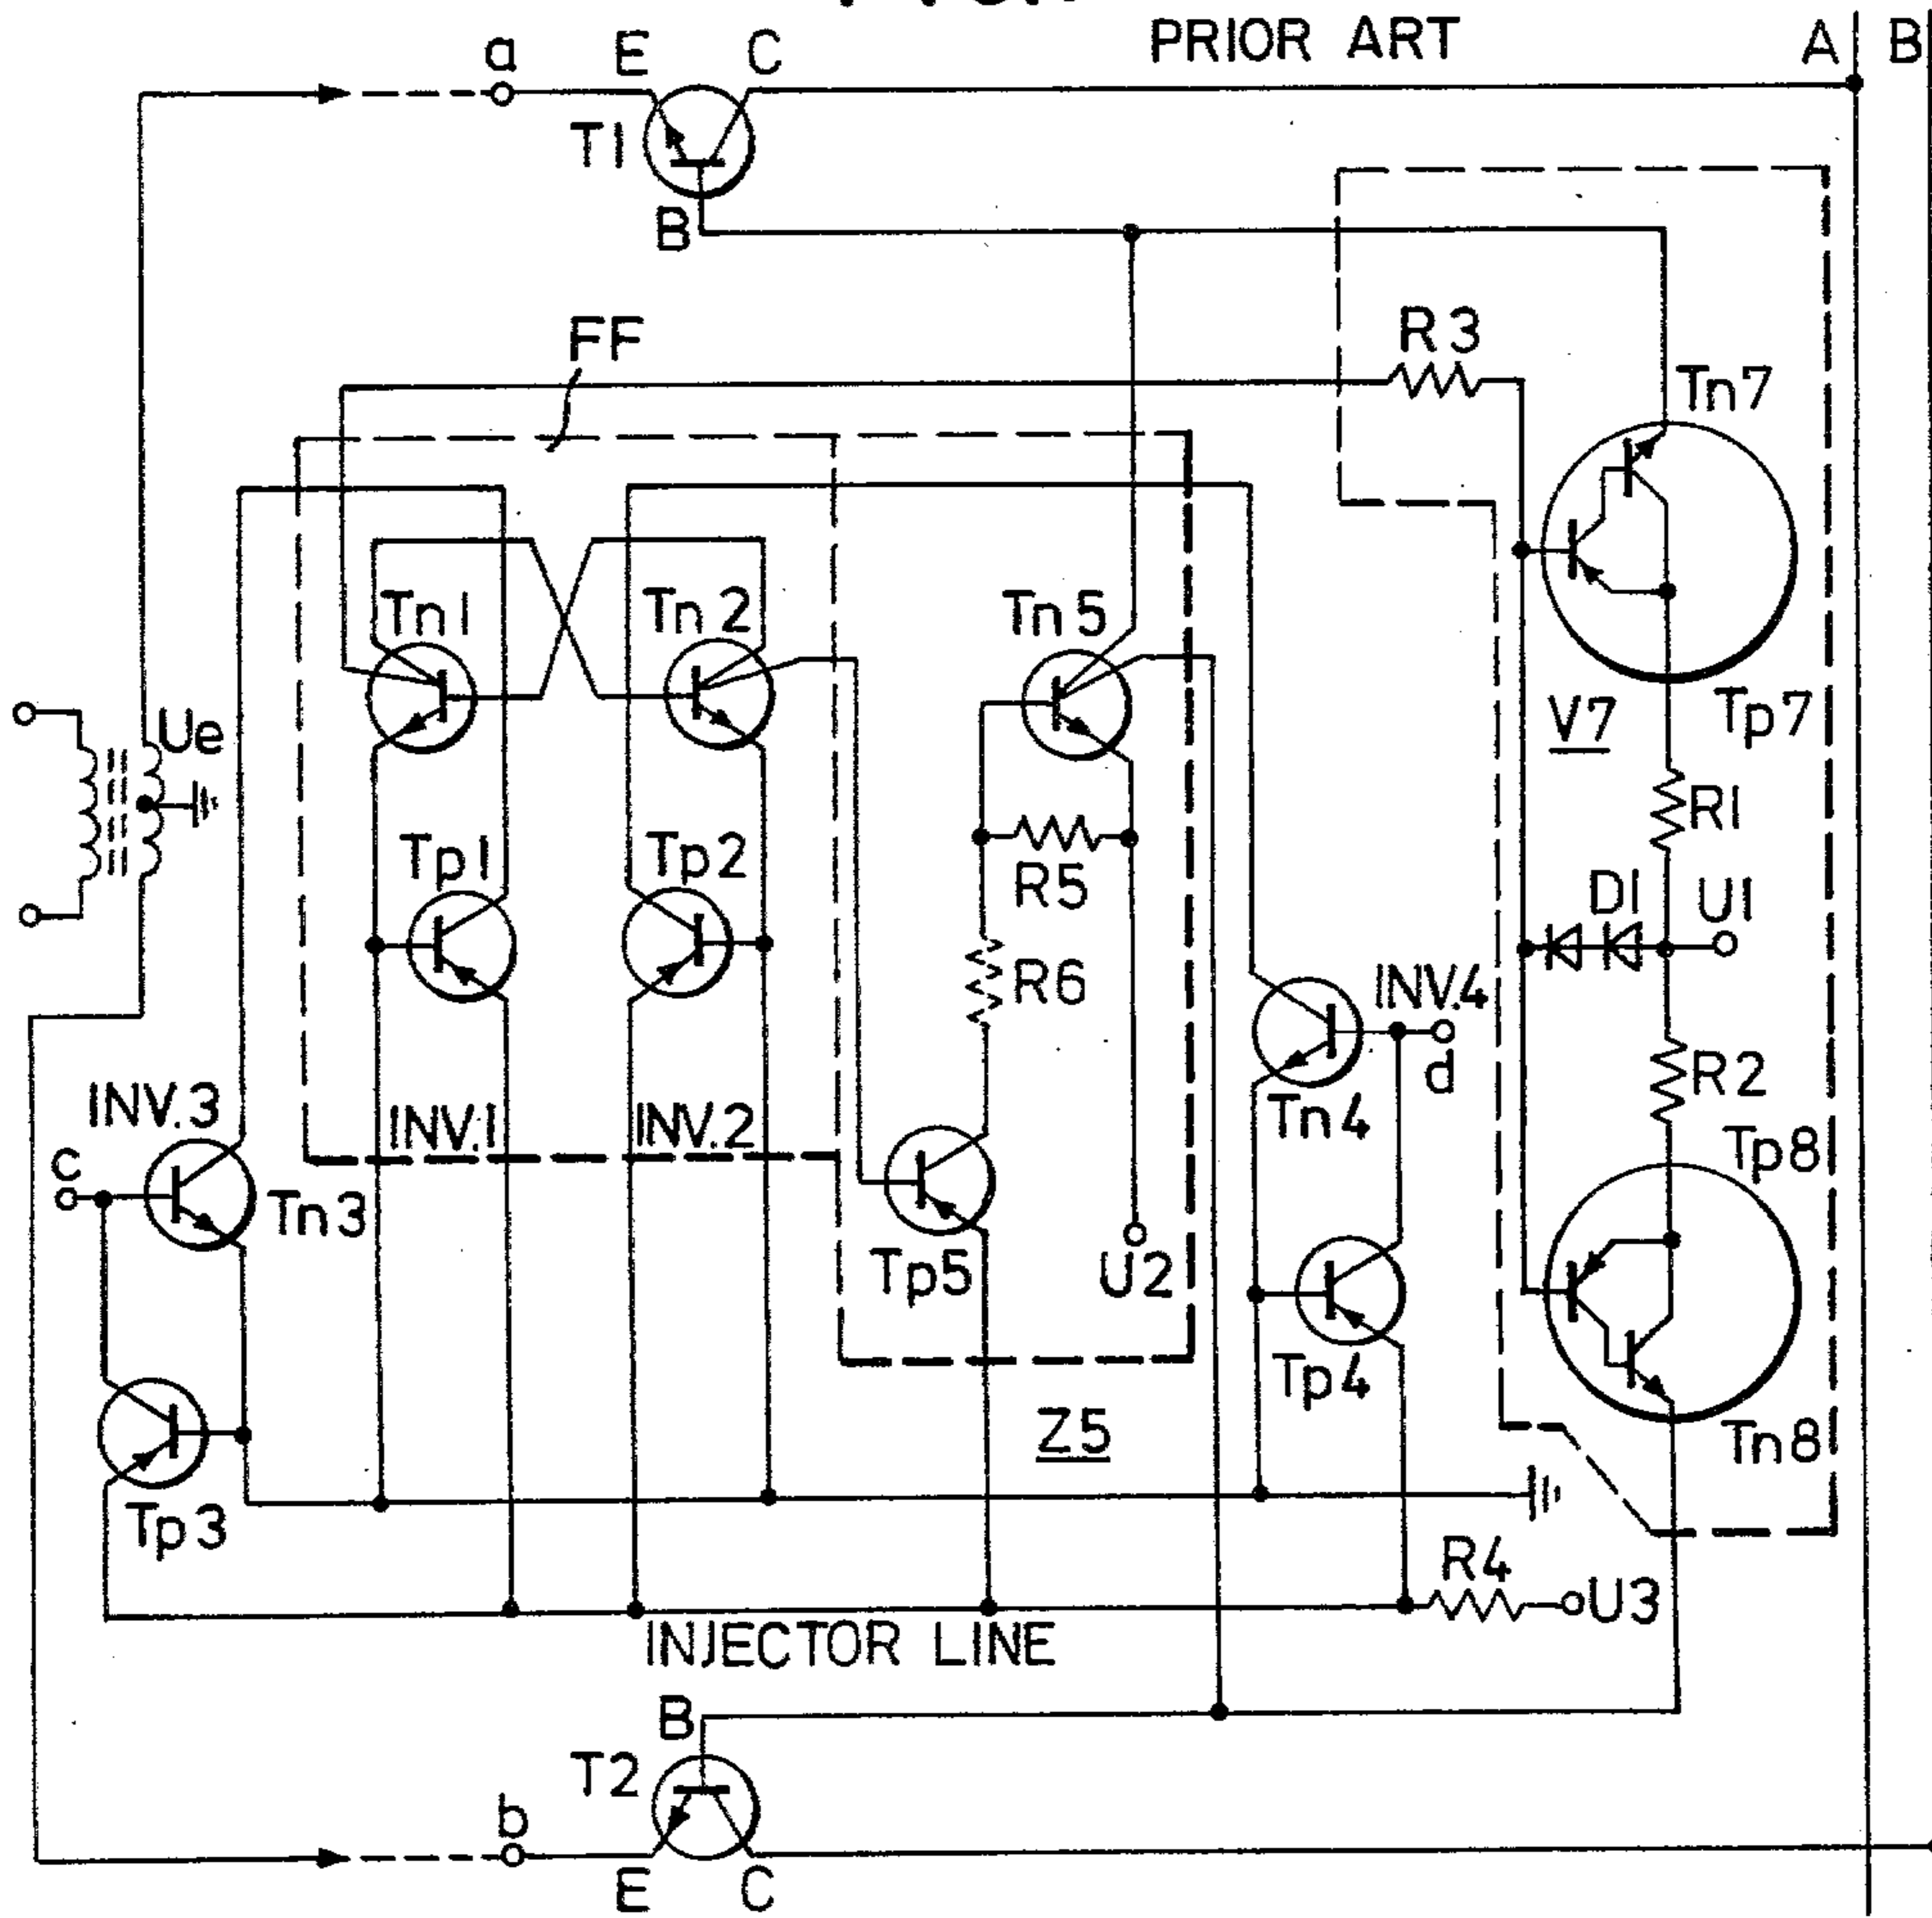 PRIOR ART
A
B
a
E
C
T1
B
FF
R3
Tn7
Tn1
Tn2
Tn5
Ue
V7
Tp7
R1
Tp1
Tp2
R5
D1
U1
R6
INV.4
d
R2
INV.3
INV.1
INV.2
Tn4
Tp8
c
Tn3
Tp5
U2
Tp4
Z5
Tn8
Tp3
R4
U3
INJECTOR LINE
B
T2
b
E
C